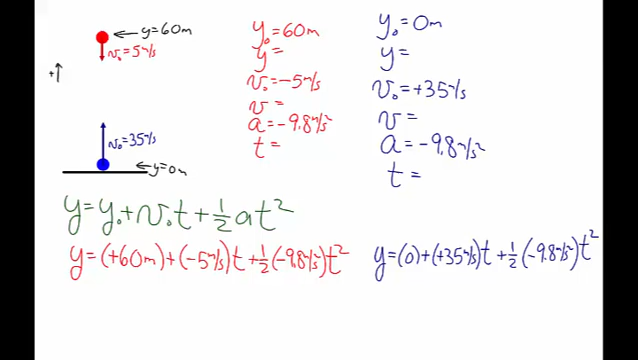 y=60m
v₀=5m/s
+↑
v₀=35m/s
y=0m
y₀=60m
y=
v₀=-5m/s
v=
a=-9.8m/s²
t=
y₀=0m
y=
v₀=+35m/s
v=
a=-9.8m/s²
t=
y=y₀+v₀t+½at²
y=(+60m)+(-5m/s)t+½(-9.8m/s²)t²
y=(0)+(+35m/s)t+½(-9.8m/s²)t²